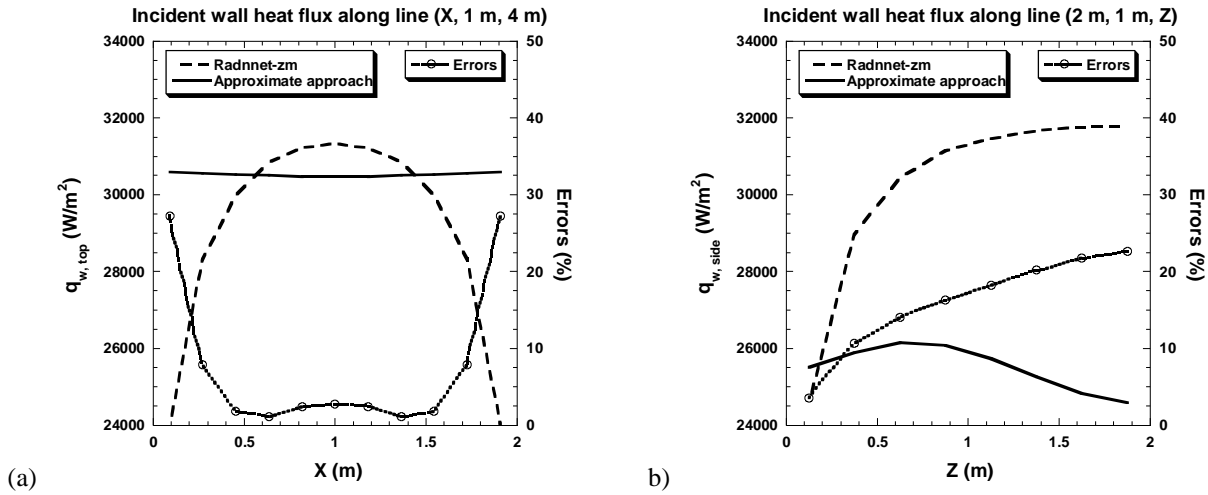 Incident wall heat flux along line (X, 1 m, 4 m)
34000
32000
30000
28000
26000
24000
q_w, top (W/m²)
Radnnet-zm
Approximate approach
Errors
50
40
30
20
10
0
Errors (%)
0
0.5
1
1.5
2
X (m)
(a)
Incident wall heat flux along line (2 m, 1 m, Z)
34000
32000
30000
28000
26000
24000
q_w, side (W/m²)
Radnnet-zm
Approximate approach
Errors
50
40
30
20
10
0
Errors (%)
0
0.5
1
1.5
2
Z (m)
b)